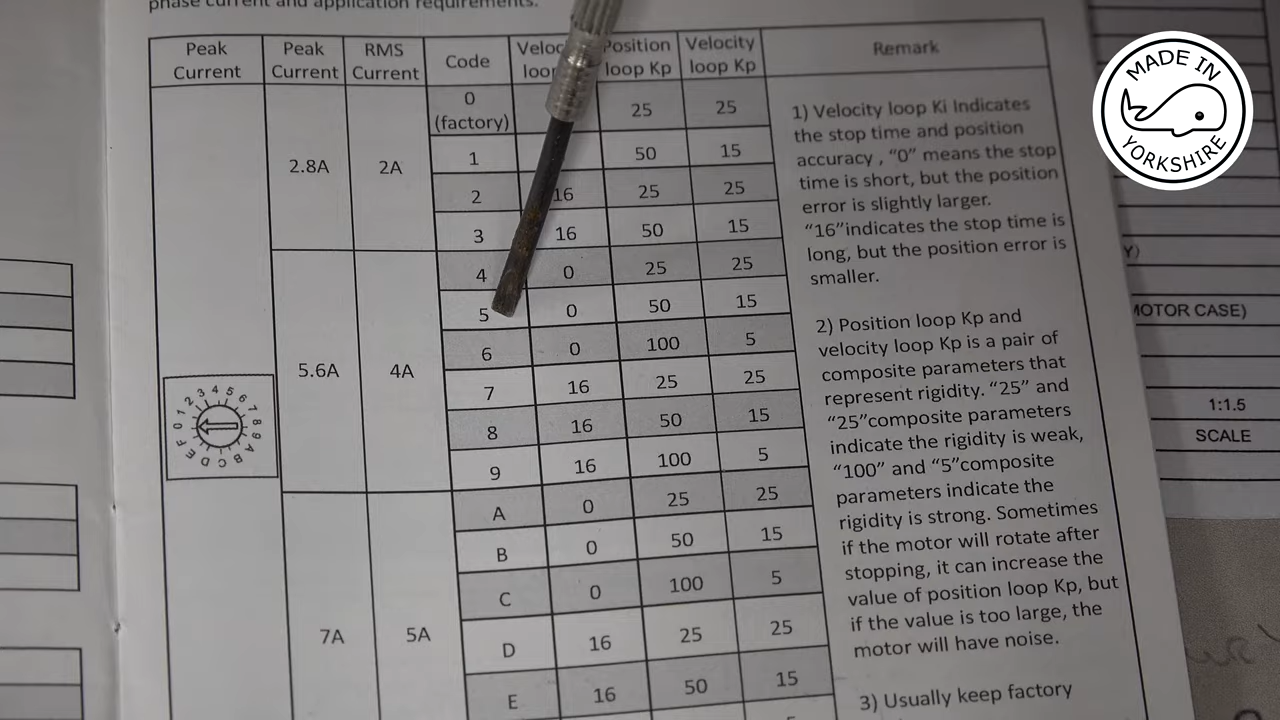 phase current and application requirements.
Peak Current
Peak Current
RMS Current
Code
Position loop Kp
Velocity loop Kp
Remark
2.8A 2A
0 (factory) 25 25
1 50 15
2 16 25 25
3 16 50 15
5.6A 4A
4 0 25 25
5 0 50 15
6 0 100 5
7 16 25 25
8 16 50 15
9 16 100 5
7A 5A
A 0 25 25
B 0 50 15
C 0 100 5
D 16 25 25
E 16 50 15
0 1 2 3 4 5 6 7 8 9 A B C D E F
1) Velocity loop Ki Indicates
the stop time and position
accuracy , “0” means the stop
time is short, but the position
error is slightly larger.
“16”indicates the stop time is
long, but the position error is
smaller.
2) Position loop Kp and
velocity loop Kp is a pair of
composite parameters that
represent rigidity. “25” and
“25”composite parameters
indicate the rigidity is weak,
“100” and “5”composite
parameters indicate the
rigidity is strong. Sometimes
if the motor will rotate after
stopping, it can increase the
value of position loop Kp, but
if the value is too large, the
motor will have noise.
3) Usually keep factory
MADE IN
YORKSHIRE
MOTOR CASE)
1:1.5
SCALE